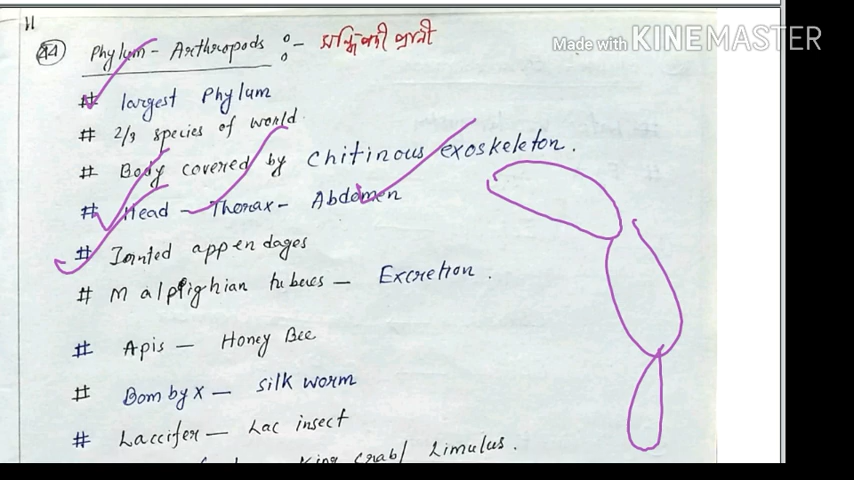 11
44 Phylum - Arthropods :- সন্ধিপদী প্রাণী
Made with KINEMASTER
# largest Phylum
# 2/3 species of world.
# Body covered by chitinous exoskeleton.
# Head - Thorax - Abdomen
# Jointed appendages
# Malpighian tubules - Excretion.
# Apis - Honey Bee
# Bombyx - silk worm
# Laccifer - Lac insect
King crab/ Limulus.